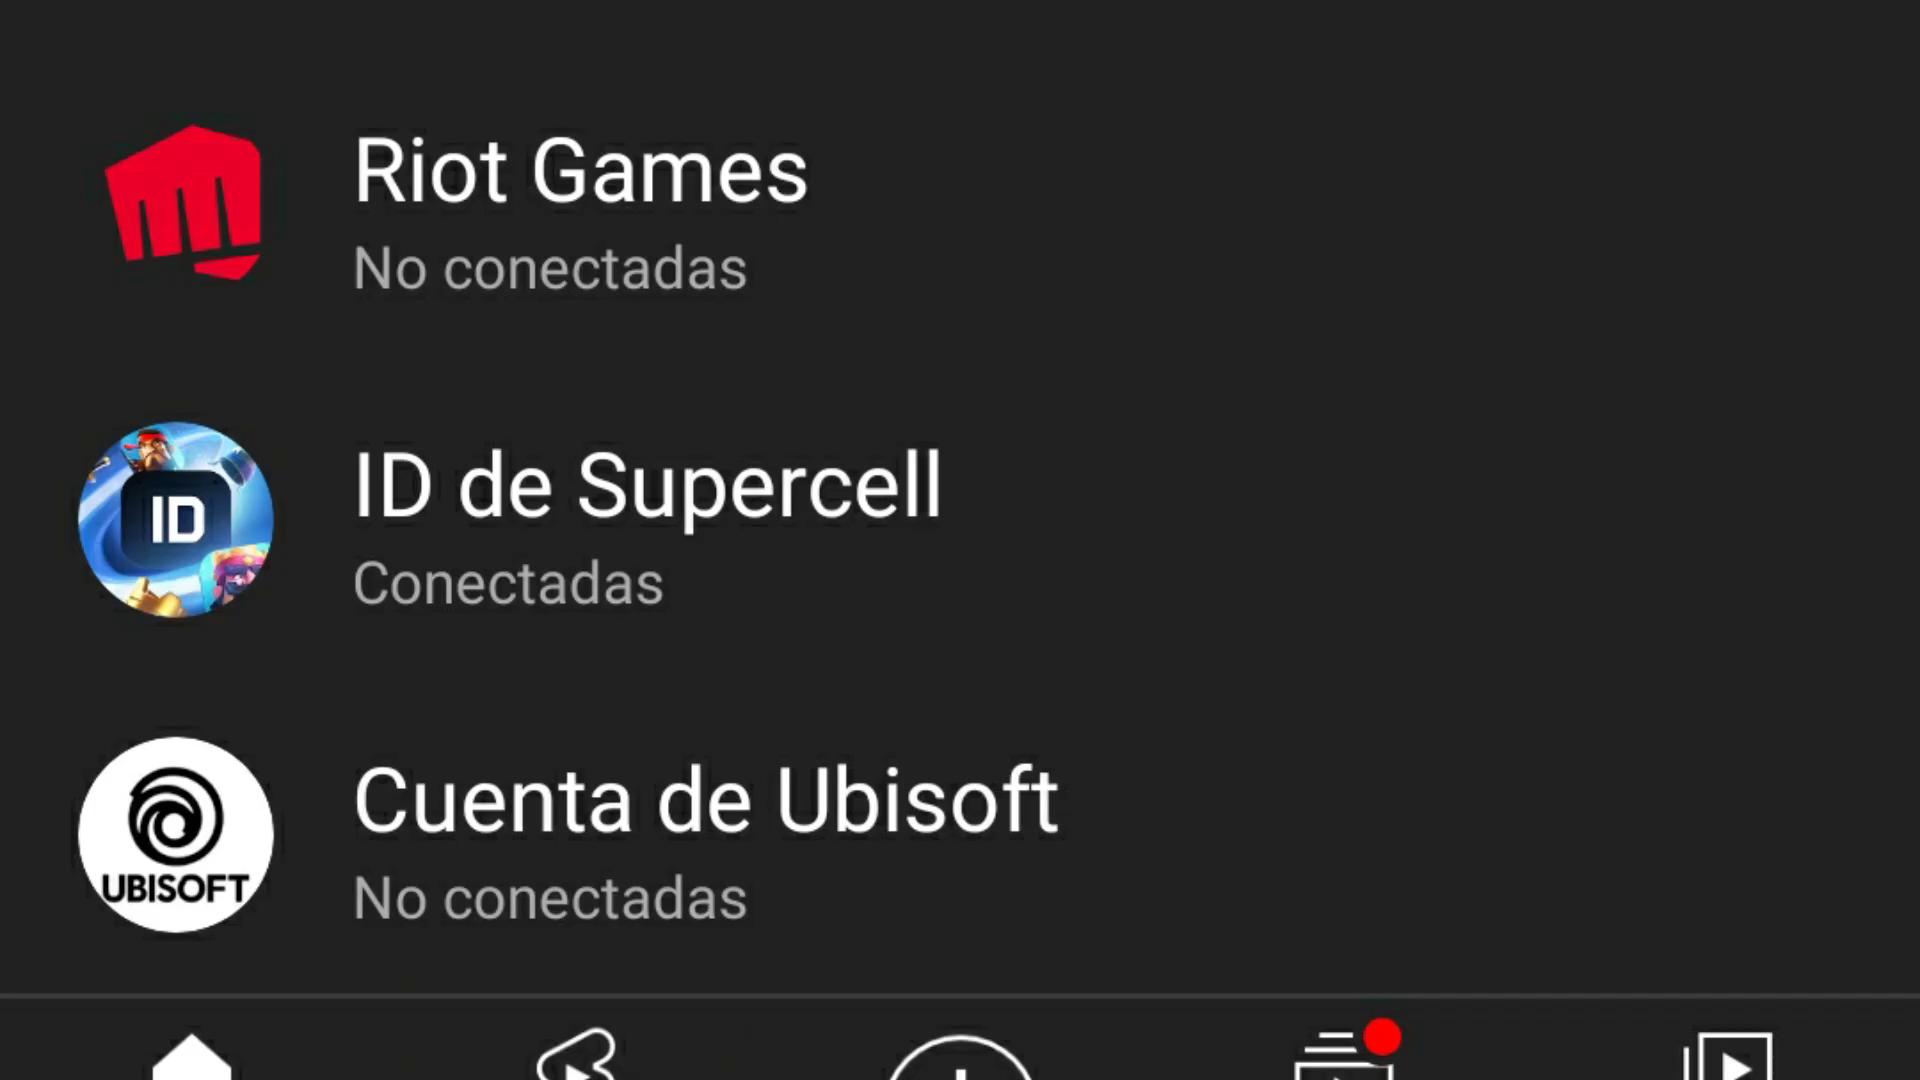 Riot Games
No conectadas
ID
ID de Supercell
Conectadas
UBISOFT
Cuenta de Ubisoft
No conectadas